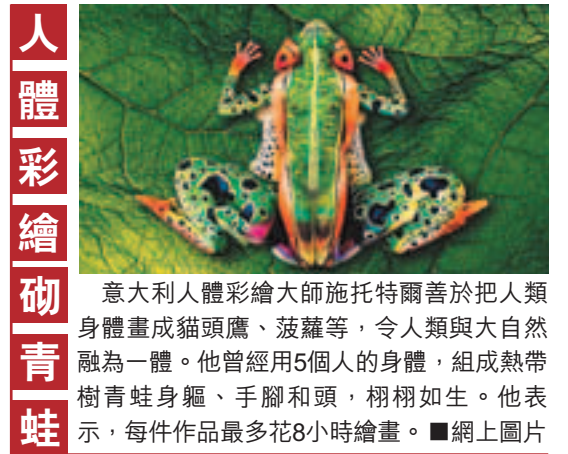 人體彩繪砌青蛙
意大利人體彩繪大師施托特爾善於把人類
身體畫成貓頭鷹、菠蘿等，令人類與大自然
融為一體。他曾經用5個人的身體，組成熱帶
樹青蛙身軀、手腳和頭，栩栩如生。他表
示，每件作品最多花8小時繪畫。■網上圖片